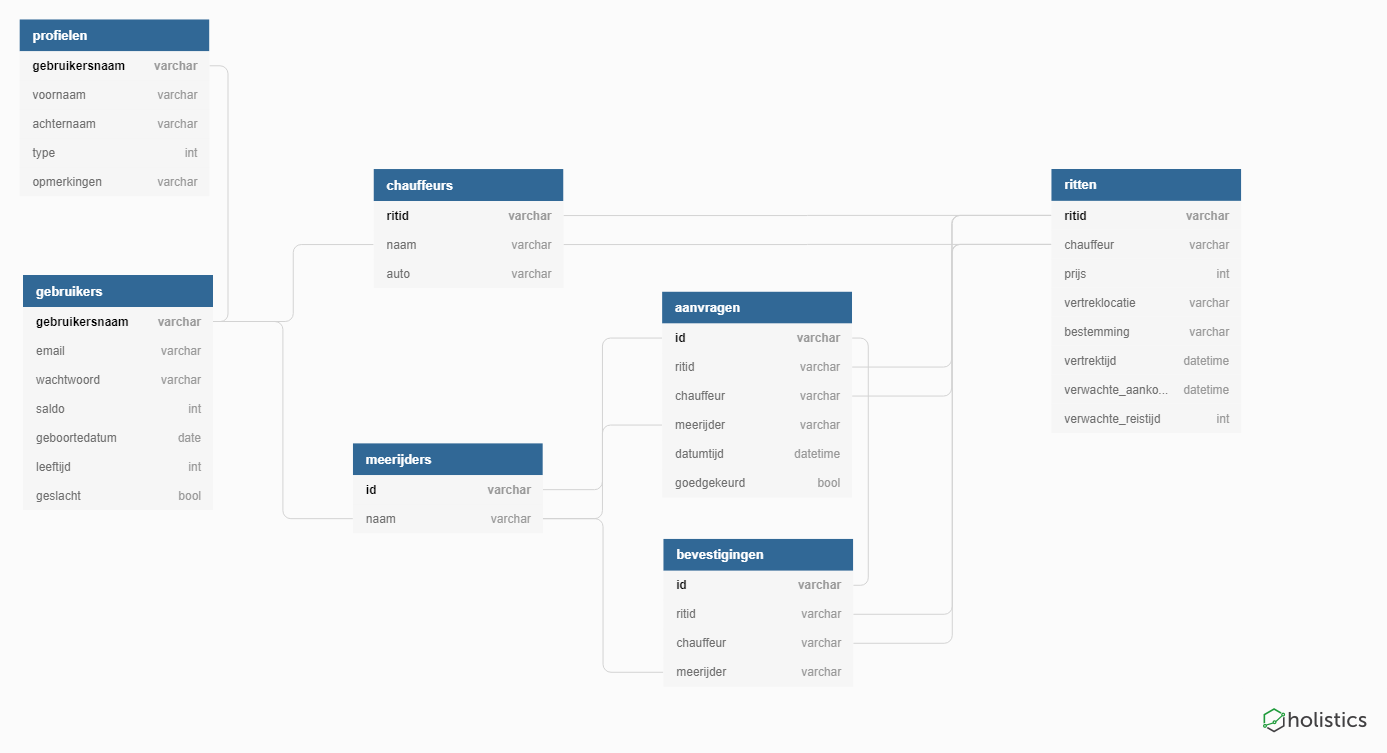 profielen
gebruikersnaam varchar
voornaam varchar
achternaam varchar
type int
opmerkingen varchar
gebruikers
gebruikersnaam varchar
email varchar
wachtwoord varchar
saldo int
geboortedatum date
leeftijd int
geslacht bool
chauffeurs
ritid varchar
naam varchar
auto varchar
meerijders
id varchar
naam varchar
aanvragen
id varchar
ritid varchar
chauffeur varchar
meerijder varchar
datumtijd datetime
goedgekeurd bool
bevestigingen
id varchar
ritid varchar
chauffeur varchar
meerijder varchar
ritten
ritid varchar
chauffeur varchar
prijs int
vertreklocatie varchar
bestemming varchar
vertrektijd datetime
verwachte_aanko... datetime
verwachte_reistijd int
holistics